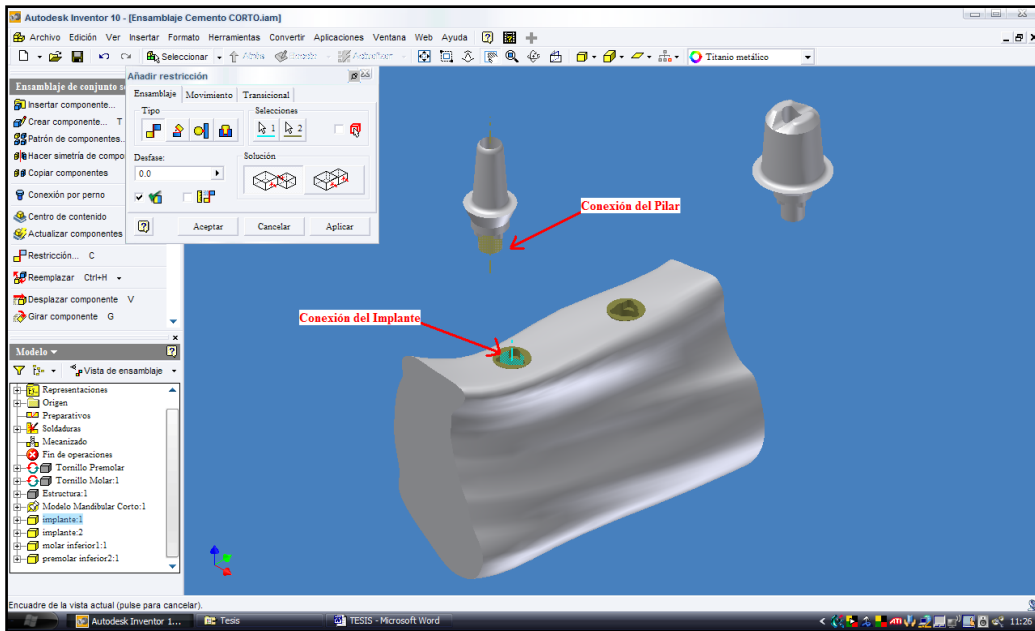 Autodesk Inventor 10 - [Ensamblaje Cemento CORTO.iam]
Archivo Edición Ver Insertar Formato Herramientas Convertir Aplicaciones Ventana Web Ayuda
Seleccionar
Titanio metálico
Ensamblaje de conjunto
Insertar componente...
Crear componente... T
Patrón de componentes..
Hacer simetría de compo
Copiar componentes
Conexión por perno
Centro de contenido
Actualizar componentes
Restricción... C
Reemplazar Ctrl+H
Desplazar componente V
Girar componente G
Añadir restricción
Ensamblaje Movimiento Transicional
Tipo
Selecciones
1 2
Desfase:
0.0
Solución
Aceptar Cancelar Aplicar
Conexión del Pilar
Conexión del Implante
Modelo
Vista de ensamblaje
Representaciones
Origen
Preparativos
Soldaduras
Mecanizado
Fin de operaciones
Tornillo Premolar
Tornillo Molar:1
Estructura:1
Modelo Mandibular Corto:1
implante:1
implante:2
molar inferior1:1
premolar inferior2:1
Encuadre de la vista actual (pulse para cancelar).
Autodesk Inventor 1... Tesis TESIS - Microsoft Word 11:26